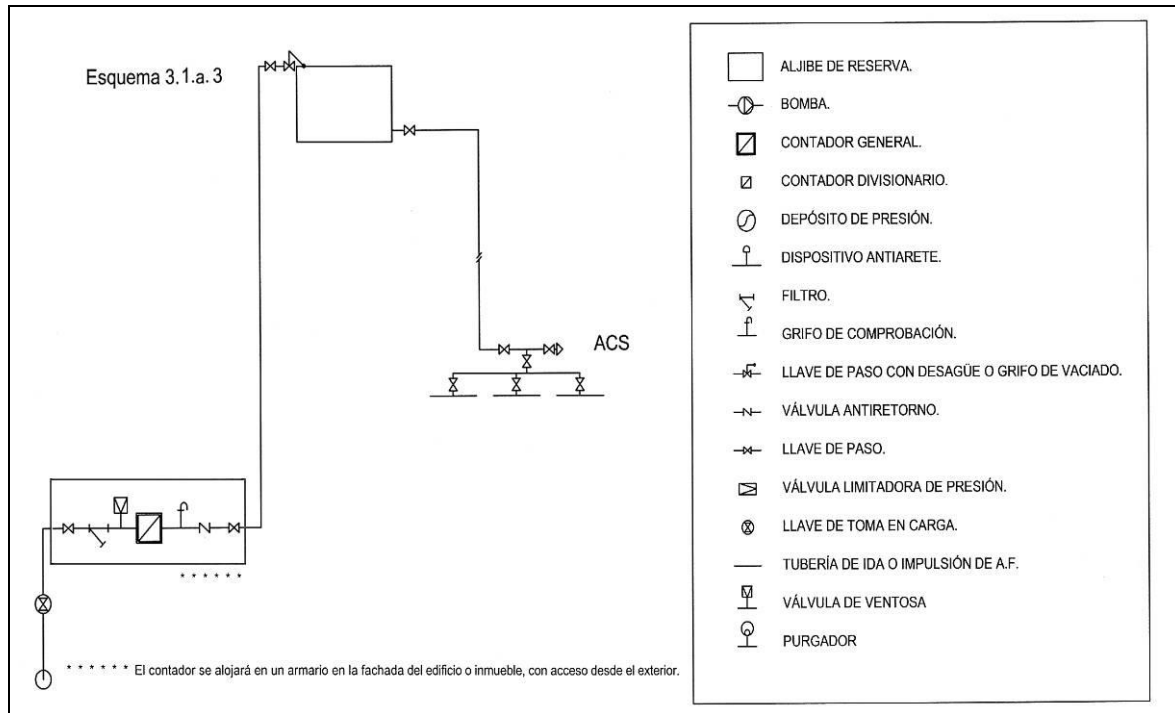 Esquema 3.1.a.3
ACS
* * * * * *
* * * * * * El contador se alojará en un armario en la fachada del edificio o inmueble, con acceso desde el exterior.
ALJIBE DE RESERVA.
BOMBA.
CONTADOR GENERAL.
CONTADOR DIVISIONARIO.
DEPÓSITO DE PRESIÓN.
DISPOSITIVO ANTIARETE.
FILTRO.
GRIFO DE COMPROBACIÓN.
LLAVE DE PASO CON DESAGÜE O GRIFO DE VACIADO.
VÁLVULA ANTIRETORNO.
LLAVE DE PASO.
VÁLVULA LIMITADORA DE PRESIÓN.
LLAVE DE TOMA EN CARGA.
TUBERÍA DE IDA O IMPULSIÓN DE A.F.
VÁLVULA DE VENTOSA
PURGADOR